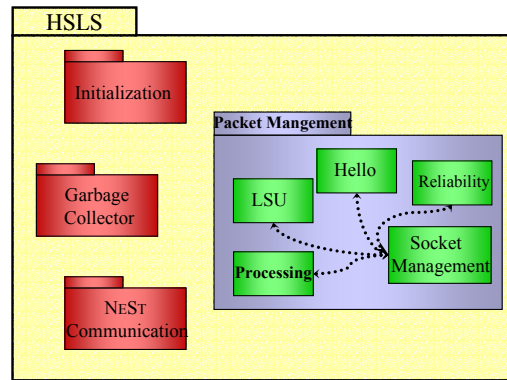 HSLS
Initialization
Packet Mangement
Hello
Reliability
LSU
Garbage
Collector
Socket
Management
Processing
NEST
Communication